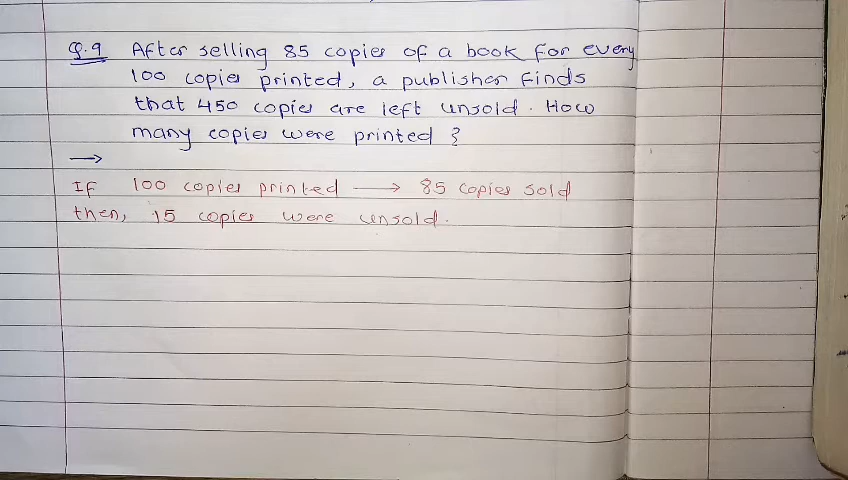 Q.9 After selling 85 copies of a book for every
100 copies printed, a publisher finds
that 450 copies are left unsold. How
many copies were printed ?
→
If 100 copies printed → 85 copies sold
then, 15 copies were unsold.